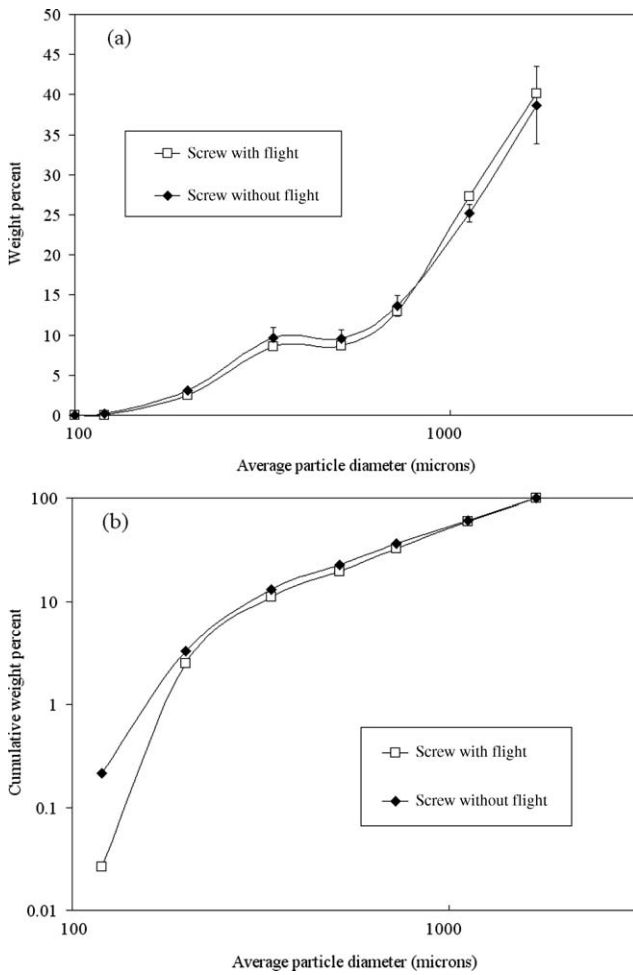 (a)
50
45
40
35
30
25
20
15
10
5
0
Weight percent
Screw with flight
Screw without flight
100
1000
Average particle diameter (microns)
(b)
100
10
1
0.1
0.01
Cumulative weight percent
Screw with flight
Screw without flight
100
1000
Average particle diameter (microns)